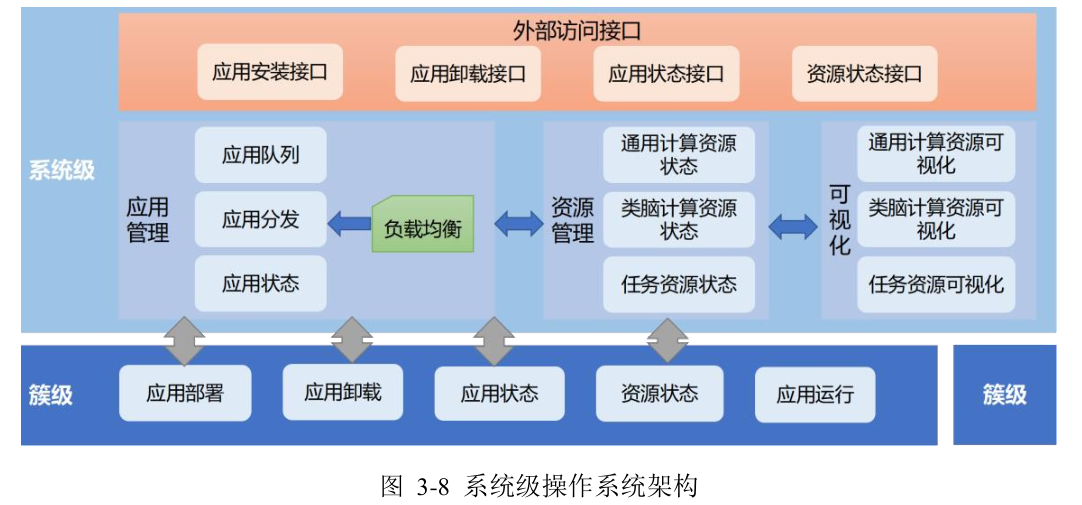 外部访问接口
应用安装接口
应用卸载接口
应用状态接口
资源状态接口
系统级
应用
管理
应用队列
应用分发
应用状态
负载均衡
资源
管理
通用计算资源
状态
类脑计算资源
状态
任务资源状态
可
视
化
通用计算资源可
视化
类脑计算资源可
视化
任务资源可视化
簇级
应用部署
应用卸载
应用状态
资源状态
应用运行
簇级
图 3-8 系统级操作系统架构